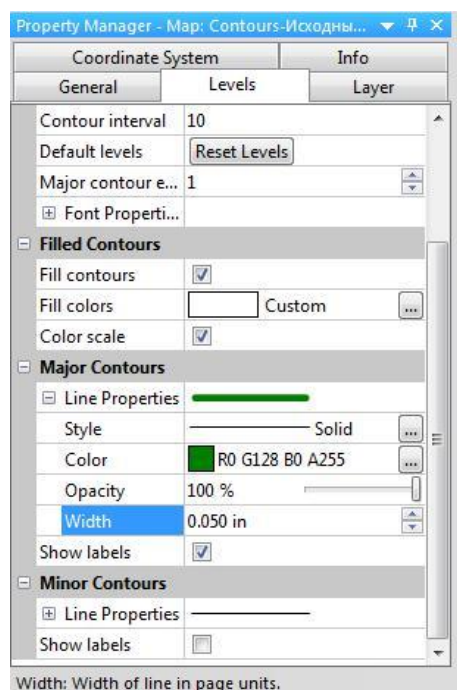 Property Manager - Map: Contours-Исходны...
Coordinate System Info
General Levels Layer
Contour interval 10
Default levels Reset Levels
Major contour e... 1
Font Properti...
Filled Contours
Fill contours
Fill colors Custom ...
Color scale
Major Contours
Line Properties
Style Solid ...
Color R0 G128 B0 A255 ...
Opacity 100 %
Width 0.050 in
Show labels
Minor Contours
Line Properties
Show labels
Width: Width of line in page units.